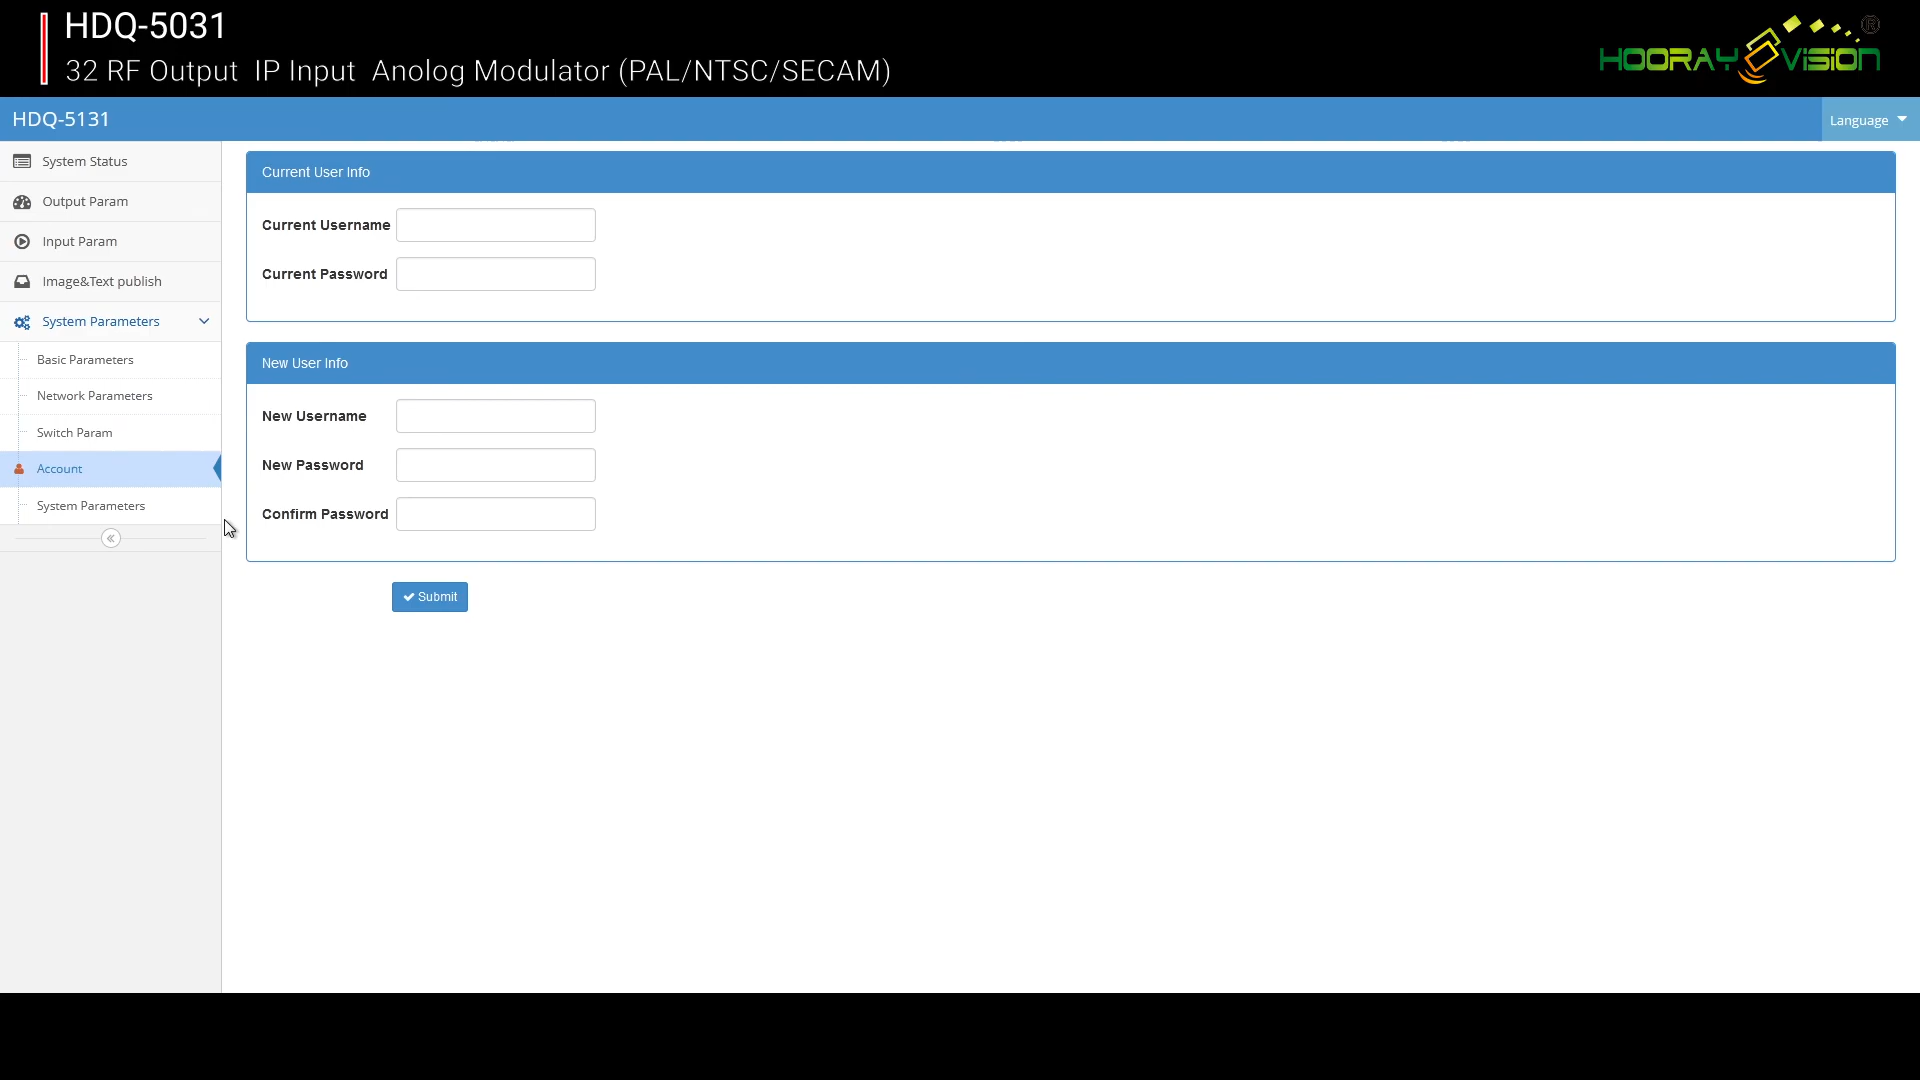 HDQ-5031
32 RF Output IP Input Anolog Modulator (PAL/NTSC/SECAM)
HOORAY VISION ®
HDQ-5131
Language
System Status
Output Param
Input Param
Image&Text publish
System Parameters
Basic Parameters
Network Parameters
Switch Param
Account
System Parameters
Current User Info
Current Username
Current Password
New User Info
New Username
New Password
Confirm Password
Submit